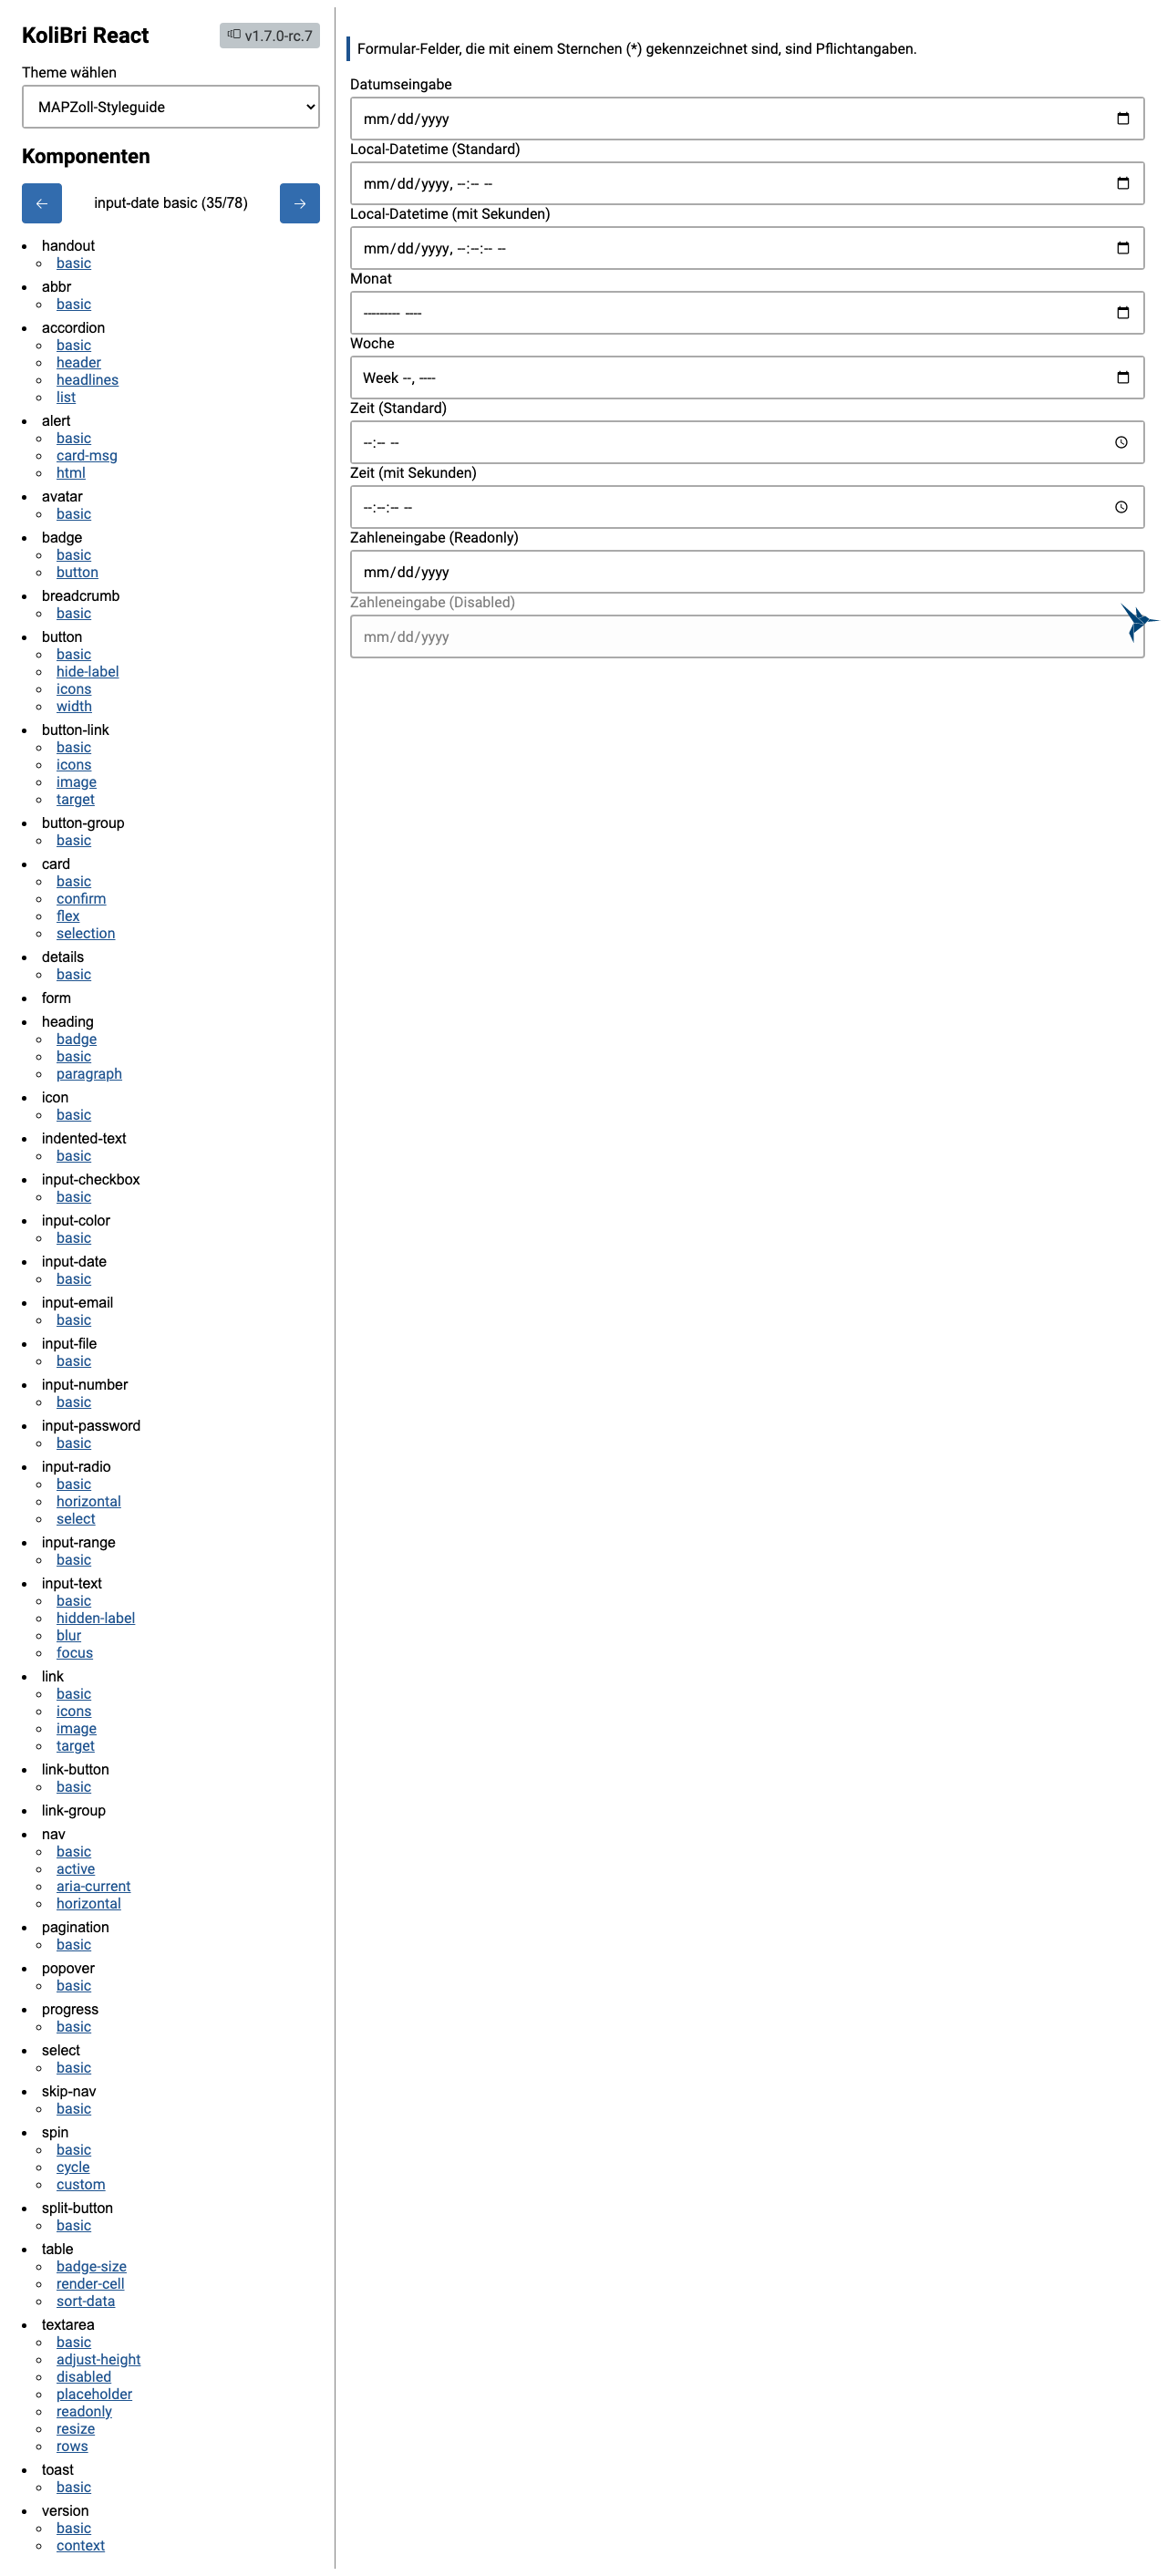 KoliBri React
v1.7.0-rc.7
Theme wählen
MAPZoll-Styleguide
Komponenten
← input-date basic (35/78) →
handout
basic
abbr
basic
accordion
basic
header
headlines
list
alert
basic
card-msg
html
avatar
basic
badge
basic
button
breadcrumb
basic
button
basic
hide-label
icons
width
button-link
basic
icons
image
target
button-group
basic
card
basic
confirm
flex
selection
details
basic
form
heading
badge
basic
paragraph
icon
basic
indented-text
basic
input-checkbox
basic
input-color
basic
input-date
basic
input-email
basic
input-file
basic
input-number
basic
input-password
basic
input-radio
basic
horizontal
select
input-range
basic
input-text
basic
hidden-label
blur
focus
link
basic
icons
image
target
link-button
basic
link-group
nav
basic
active
aria-current
horizontal
pagination
basic
popover
basic
progress
basic
select
basic
skip-nav
basic
spin
basic
cycle
custom
split-button
basic
table
badge-size
render-cell
sort-data
textarea
basic
adjust-height
disabled
placeholder
readonly
resize
rows
toast
basic
version
basic
context
Formular-Felder, die mit einem Sternchen (*) gekennzeichnet sind, sind Pflichtangaben.
Datumseingabe
mm/dd/yyyy
Local-Datetime (Standard)
mm/dd/yyyy, --:-- --
Local-Datetime (mit Sekunden)
mm/dd/yyyy, --:--:-- --
Monat
--------- ----
Woche
Week --, ----
Zeit (Standard)
--:-- --
Zeit (mit Sekunden)
--:--:-- --
Zahleneingabe (Readonly)
mm/dd/yyyy
Zahleneingabe (Disabled)
mm/dd/yyyy